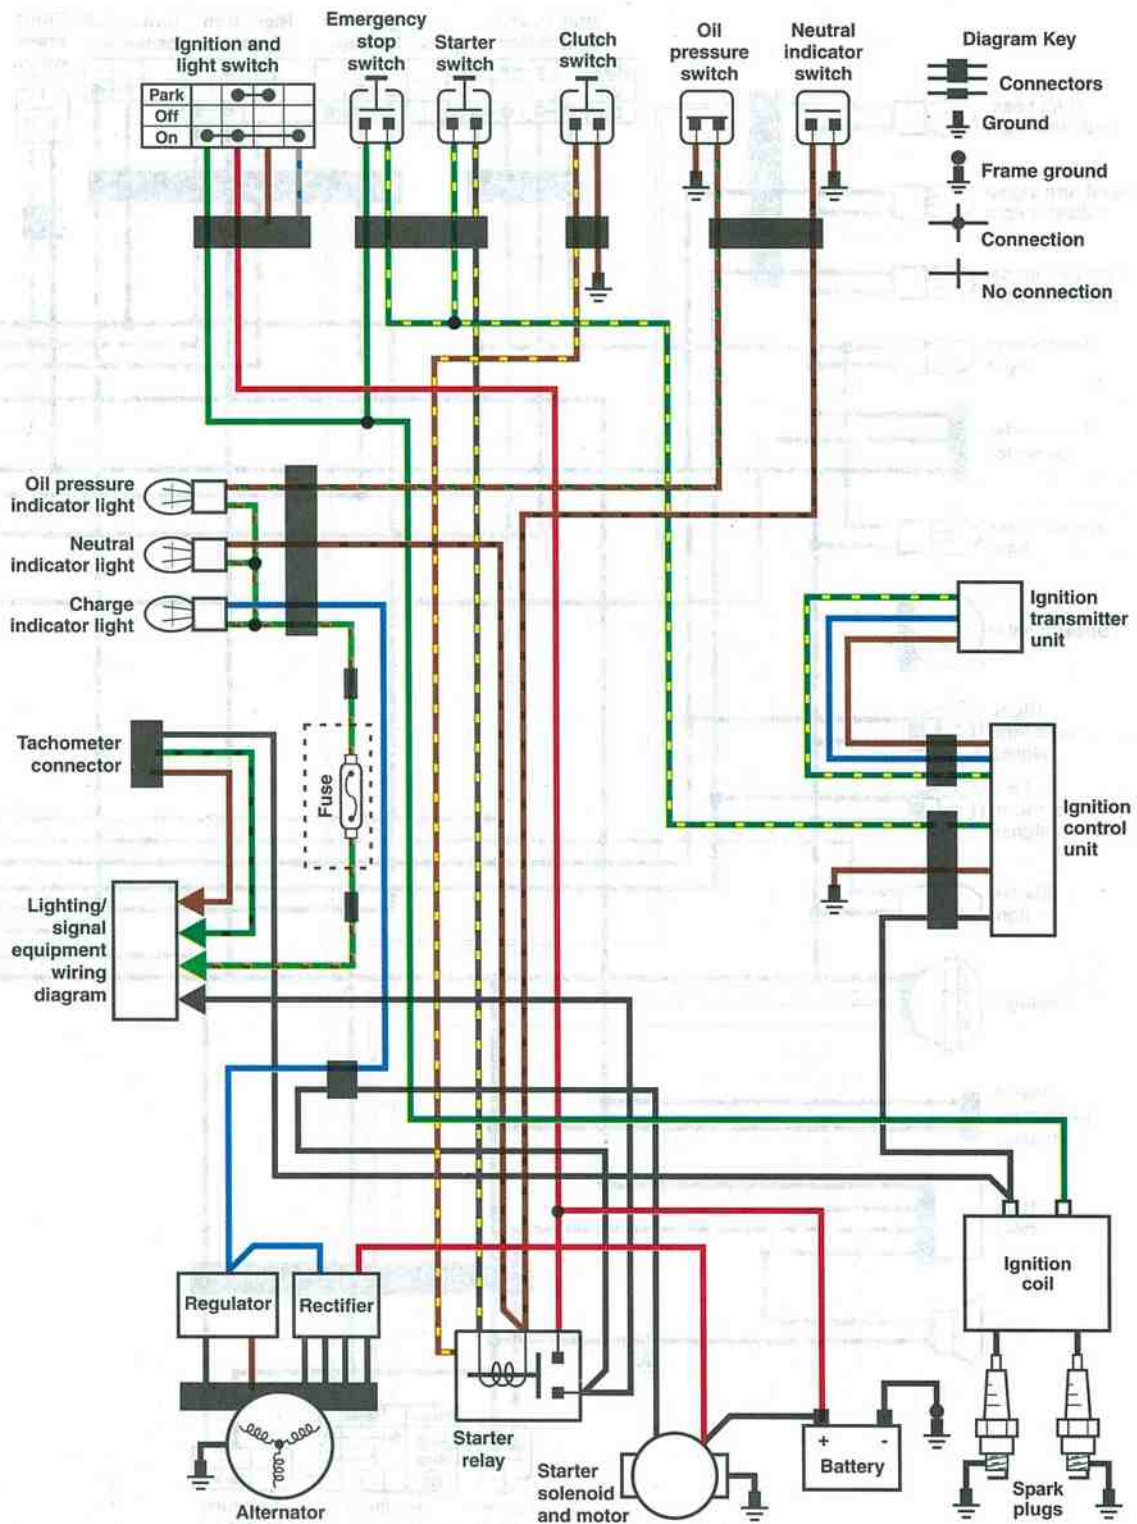 Ignition and
light switch
Park
Off
On
Emergency
stop
switch
Starter
switch
Clutch
switch
Oil
pressure
switch
Neutral
indicator
switch
Diagram Key
Connectors
Ground
Frame ground
Connection
No connection
Oil pressure
indicator light
Neutral
indicator light
Charge
indicator light
Ignition
transmitter
unit
Tachometer
connector
Fuse
Ignition
control
unit
Lighting/
signal
equipment
wiring
diagram
Regulator
Rectifier
Ignition
coil
Starter
relay
Alternator
Starter
solenoid
and motor
+ -
Battery
Spark
plugs